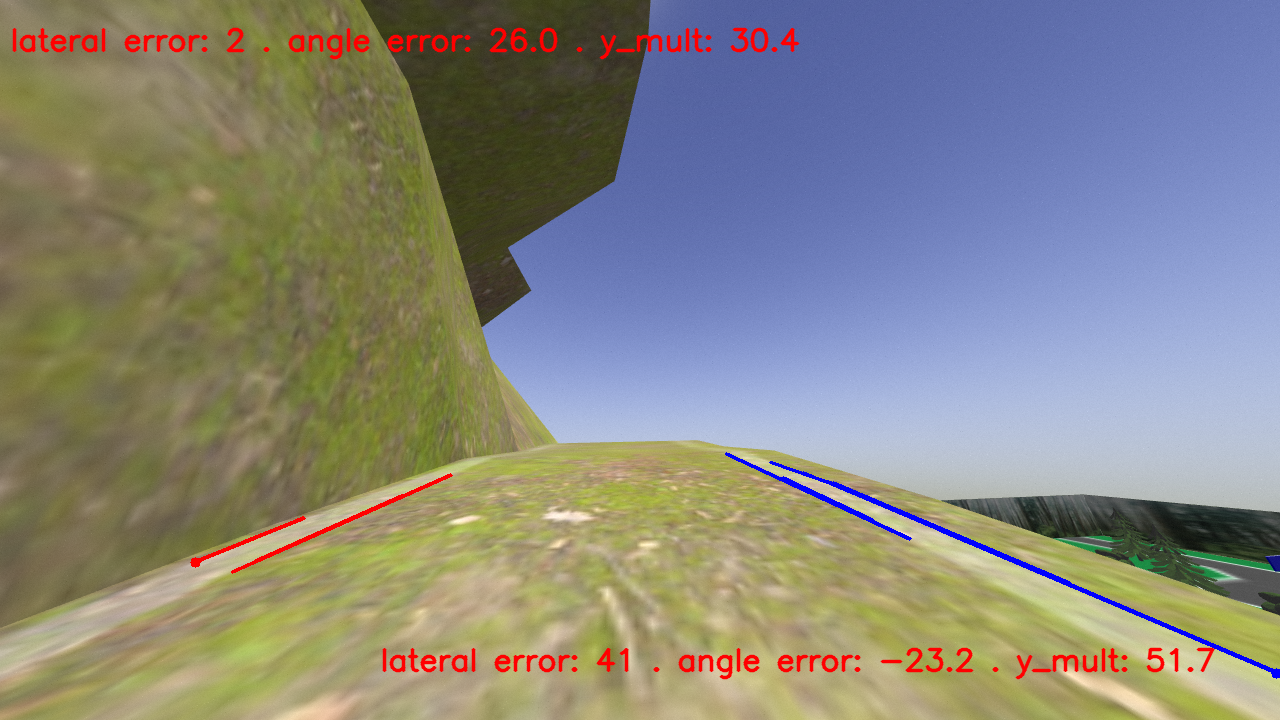 lateral error: 2 . angle error: 26.0 . y_mult: 30.4
lateral error: 41 . angle error: -23.2 . y_mult: 51.7